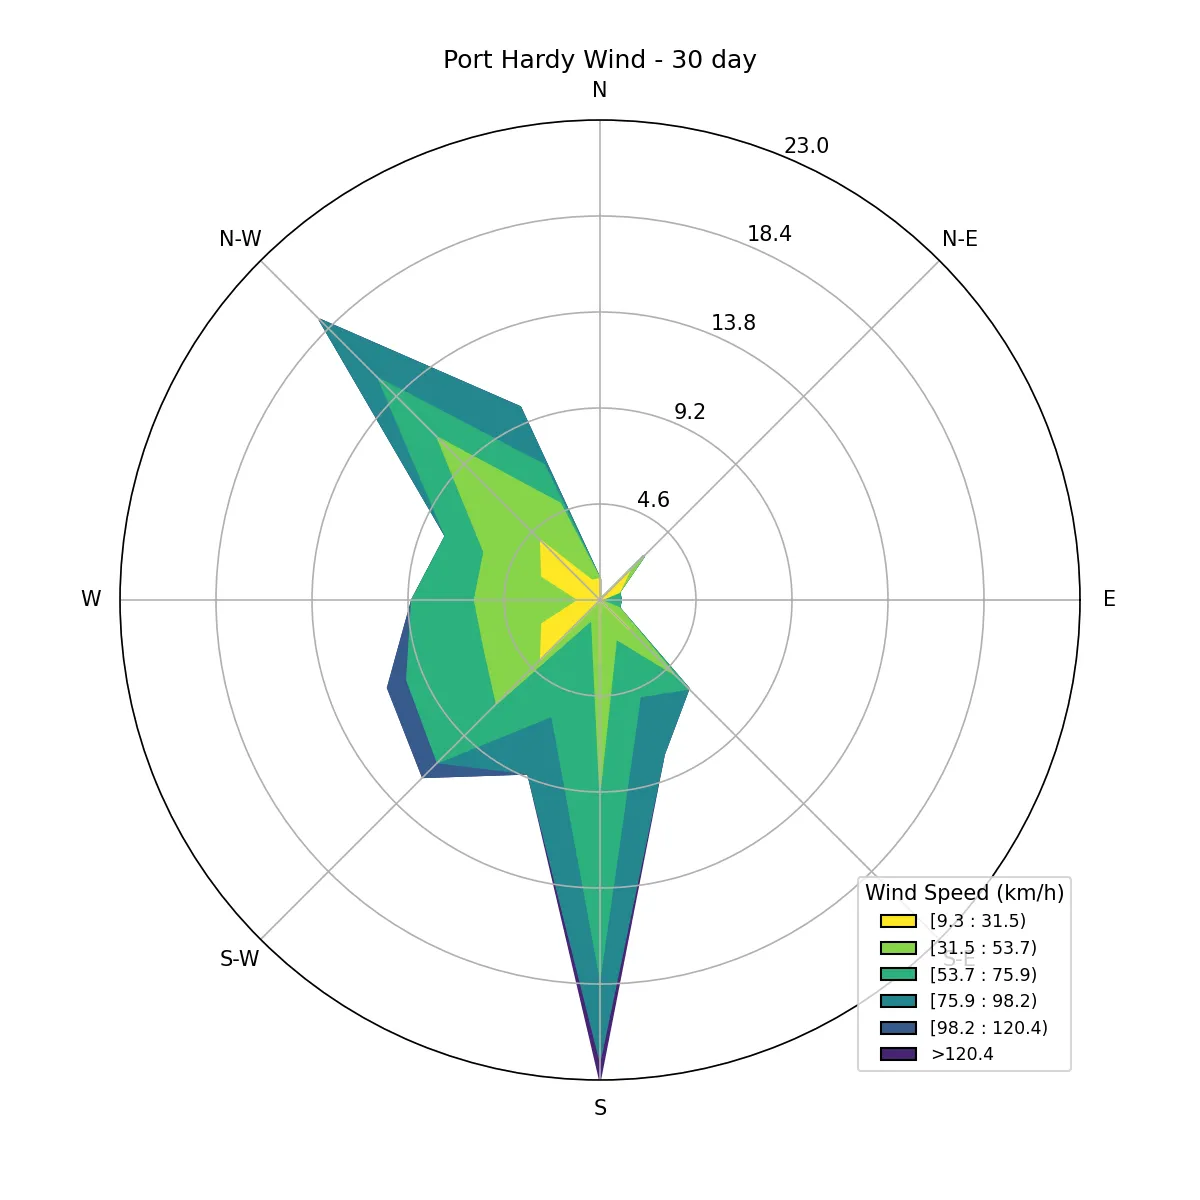 Port Hardy Wind - 30 day
N
23.0
N-W
N-E
18.4
13.8
9.2
4.6
W
E
S-W
S-E
Wind Speed (km/h)
[9.3 : 31.5)
[31.5 : 53.7)
[53.7 : 75.9)
[75.9 : 98.2)
[98.2 : 120.4)
>120.4
S